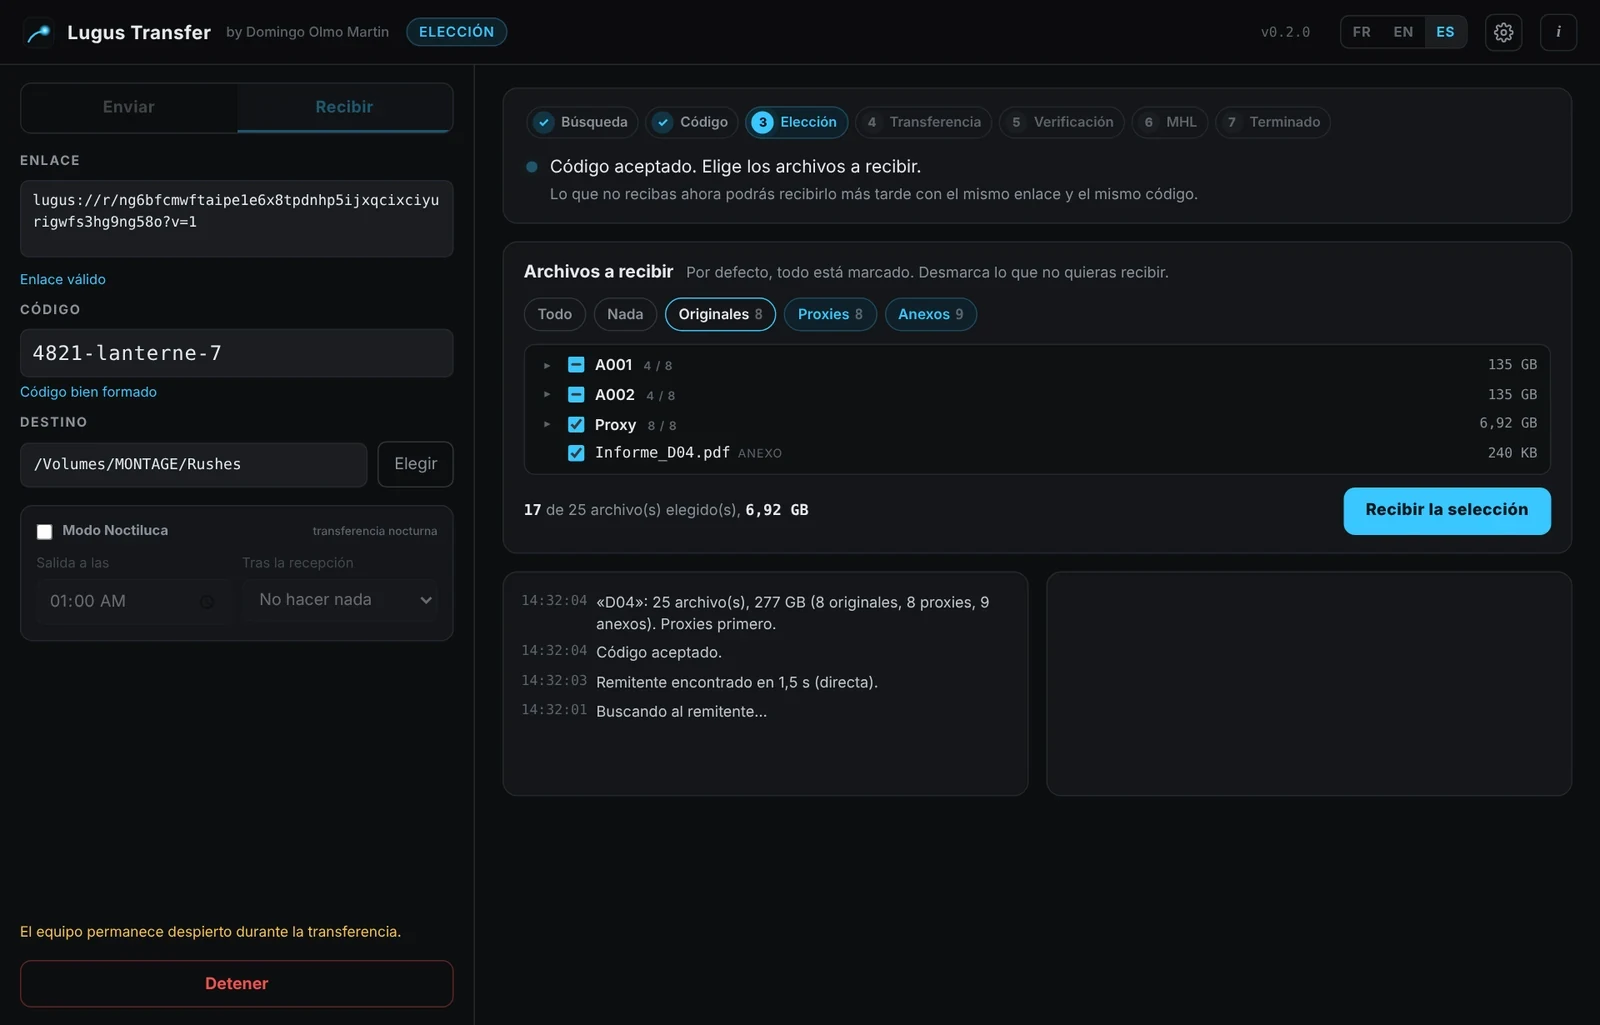 Lugus Transfer by Domingo Olmo Martin ELECCIÓN
v0.2.0 FR EN ES i
Enviar Recibir
ENLACE
lugus://r/ng6bfcmwftaipe1e6x8tpdnhp5ijxqcixciyu
rigwfs3hg9ng58o?v=1
Enlace válido
CÓDIGO
4821-lanterne-7
Código bien formado
DESTINO
/Volumes/MONTAGE/Rushes Elegir
Modo Noctiluca transferencia nocturna
Salida a las Tras la recepción
01:00 AM No hacer nada
El equipo permanece despierto durante la transferencia.
Detener
Búsqueda Código 3 Elección 4 Transferencia 5 Verificación 6 MHL 7 Terminado
Código aceptado. Elige los archivos a recibir.
Lo que no recibas ahora podrás recibirlo más tarde con el mismo enlace y el mismo código.
Archivos a recibir Por defecto, todo está marcado. Desmarca lo que no quieras recibir.
Todo Nada Originales 8 Proxies 8 Anexos 9
A001 4 / 8 135 GB
A002 4 / 8 135 GB
Proxy 8 / 8 6,92 GB
Informe_D04.pdf ANEXO 240 KB
17 de 25 archivo(s) elegido(s), 6,92 GB
Recibir la selección
14:32:04 «D04»: 25 archivo(s), 277 GB (8 originales, 8 proxies, 9
anexos). Proxies primero.
14:32:04 Código aceptado.
14:32:03 Remitente encontrado en 1,5 s (directa).
14:32:01 Buscando al remitente...